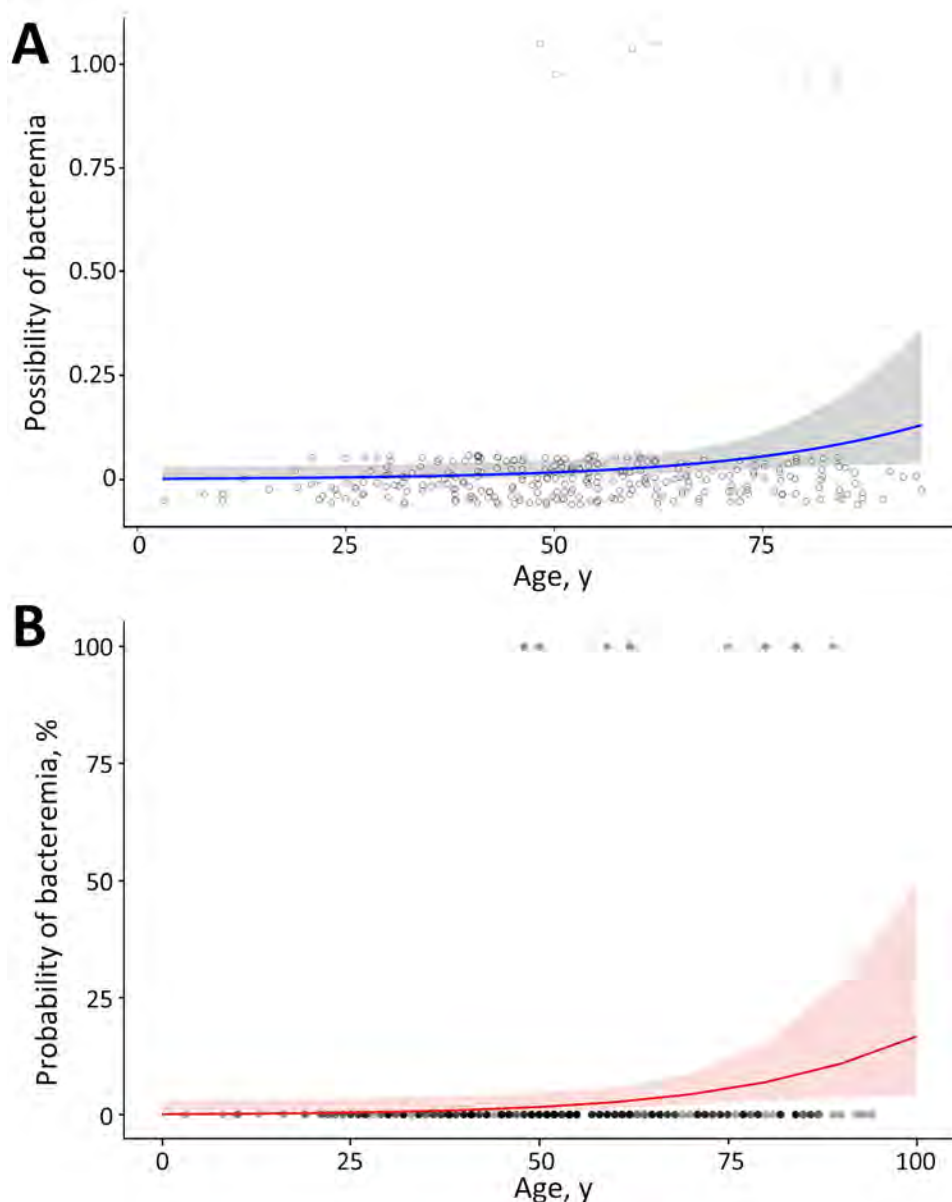 A
Possibility of bacteremia
1.00
0.75
0.50
0.25
0
0 25 50 75
Age, y
B
Probability of bacteremia, %
100
75
50
25
0
0 25 50 75 100
Age, y